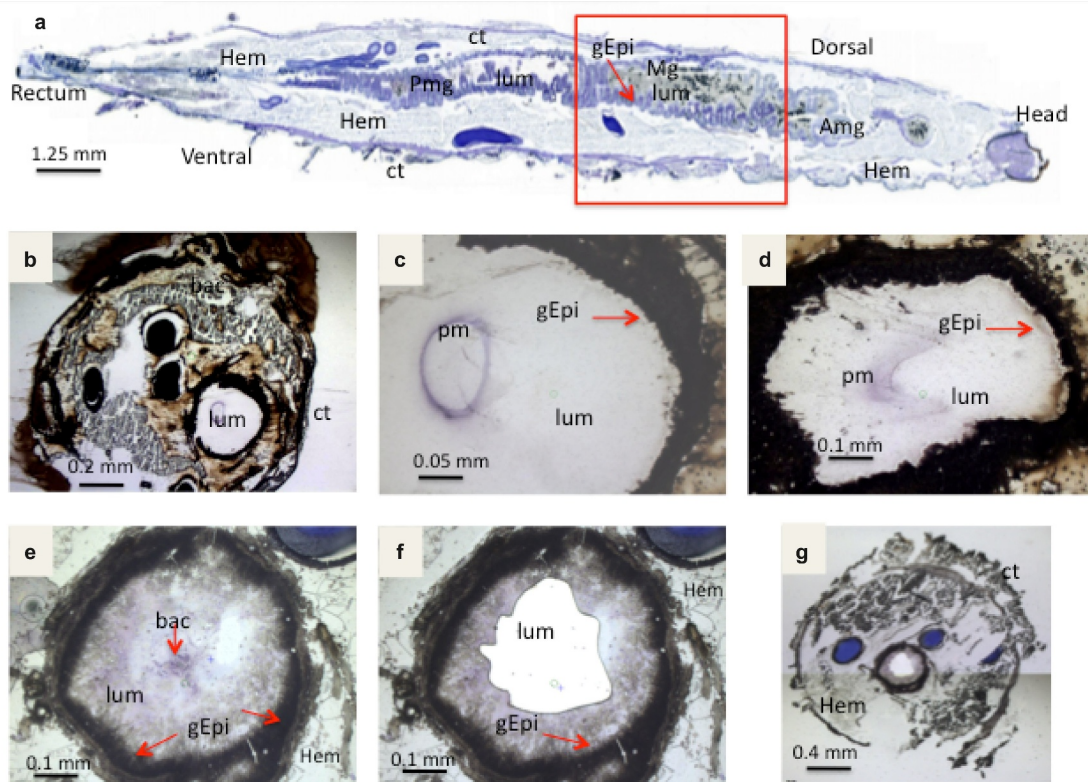 a
Hem
ct
gEpi
Dorsal
Rectum
Pmg
lum
Mg
lum
Head
Hem
Amg
1.25 mm
Ventral
ct
Hem
b
bac
lum
ct
0.2 mm
c
gEpi
pm
lum
0.05 mm
d
gEpi
pm
lum
0.1 mm
e
bac
lum
gEpi
Hem
0.1 mm
f
Hem
lum
gEpi
0.1 mm
g
ct
Hem
0.4 mm